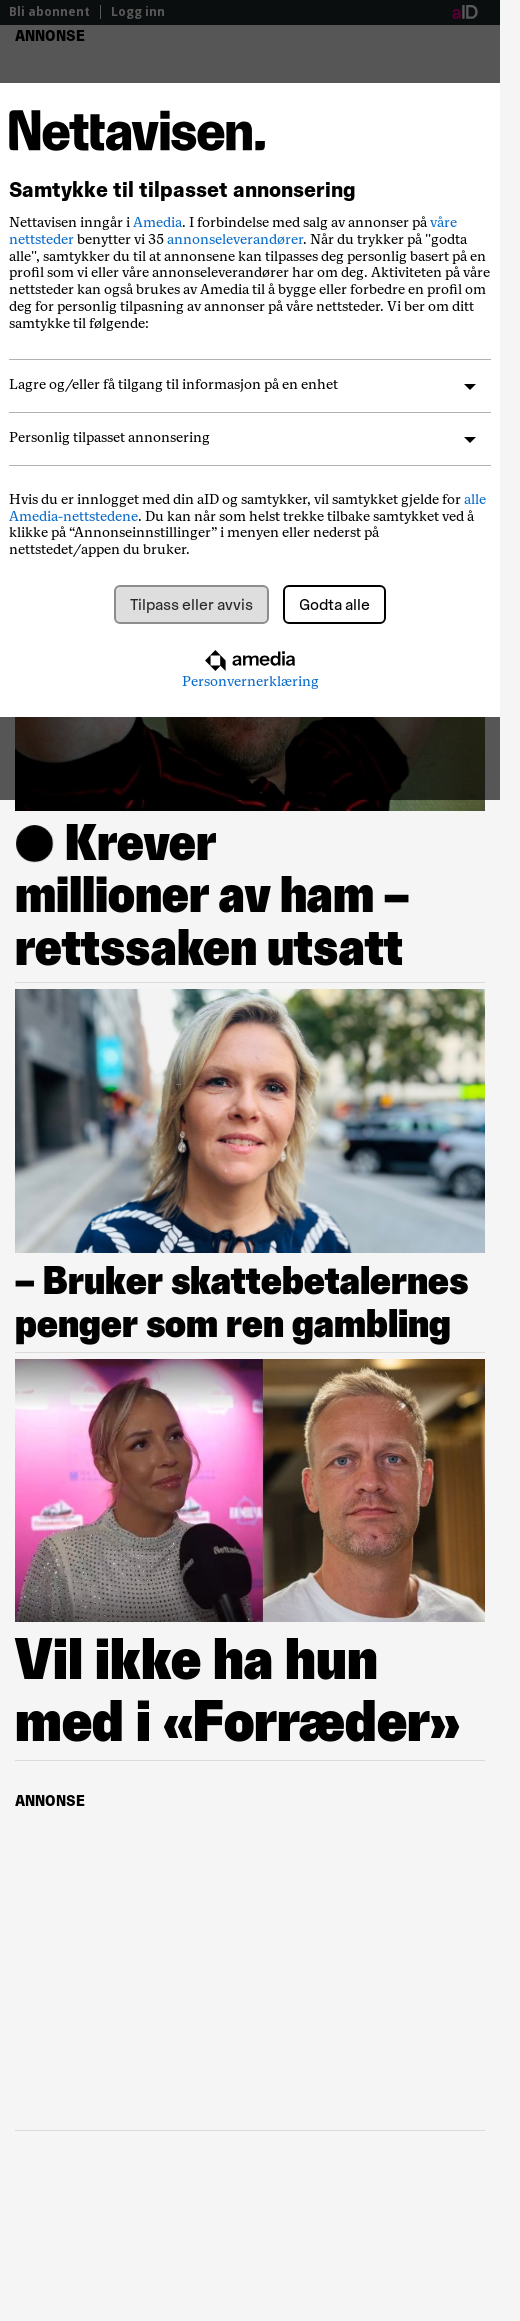 Bli abonnent | Logg inn
aID
ANNONSE
Nettavisen.
Samtykke til tilpasset annonsering
Nettavisen inngår i Amedia. I forbindelse med salg av annonser på våre
nettsteder benytter vi 35 annonseleverandører. Når du trykker på "godta
alle", samtykker du til at annonsene kan tilpasses deg personlig basert på en
profil som vi eller våre annonseleverandører har om deg. Aktiviteten på våre
nettsteder kan også brukes av Amedia til å bygge eller forbedre en profil om
deg for personlig tilpasning av annonser på våre nettsteder. Vi ber om ditt
samtykke til følgende:
Lagre og/eller få tilgang til informasjon på en enhet
Personlig tilpasset annonsering
Hvis du er innlogget med din aID og samtykker, vil samtykket gjelde for alle
Amedia-nettstedene. Du kan når som helst trekke tilbake samtykket ved å
klikke på “Annonseinnstillinger” i menyen eller nederst på
nettstedet/appen du bruker.
Tilpass eller avvis
Godta alle
amedia
Personvernerklæring
Krever
millioner av ham –
rettssaken utsatt
– Bruker skattebetalernes
penger som ren gambling
Nettavisen
Vil ikke ha hun
med i «Forræder»
ANNONSE